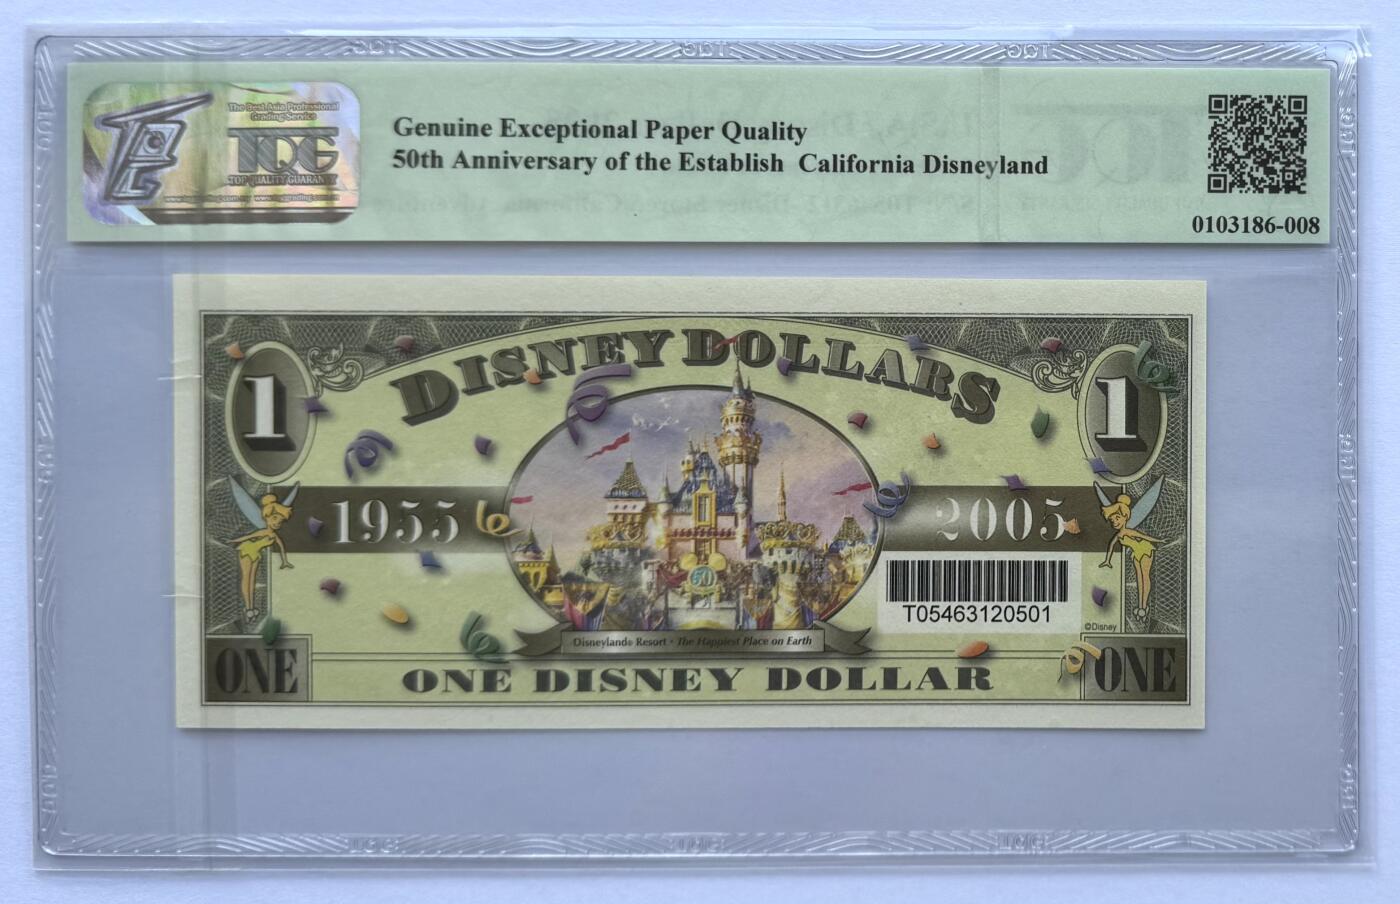 The Best Asia Professional
Grading Service
TQG
TOP QUALITY GUARANTY
Genuine Exceptional Paper Quality
50th Anniversary of the Establish California Disneyland
0103186-008
DISNEY DOLLARS
1
1
1955
2005
50
T05463120501
©Disney
Disneyland® Resort · The Happiest Place on Earth
ONE
ONE DISNEY DOLLAR
ONE